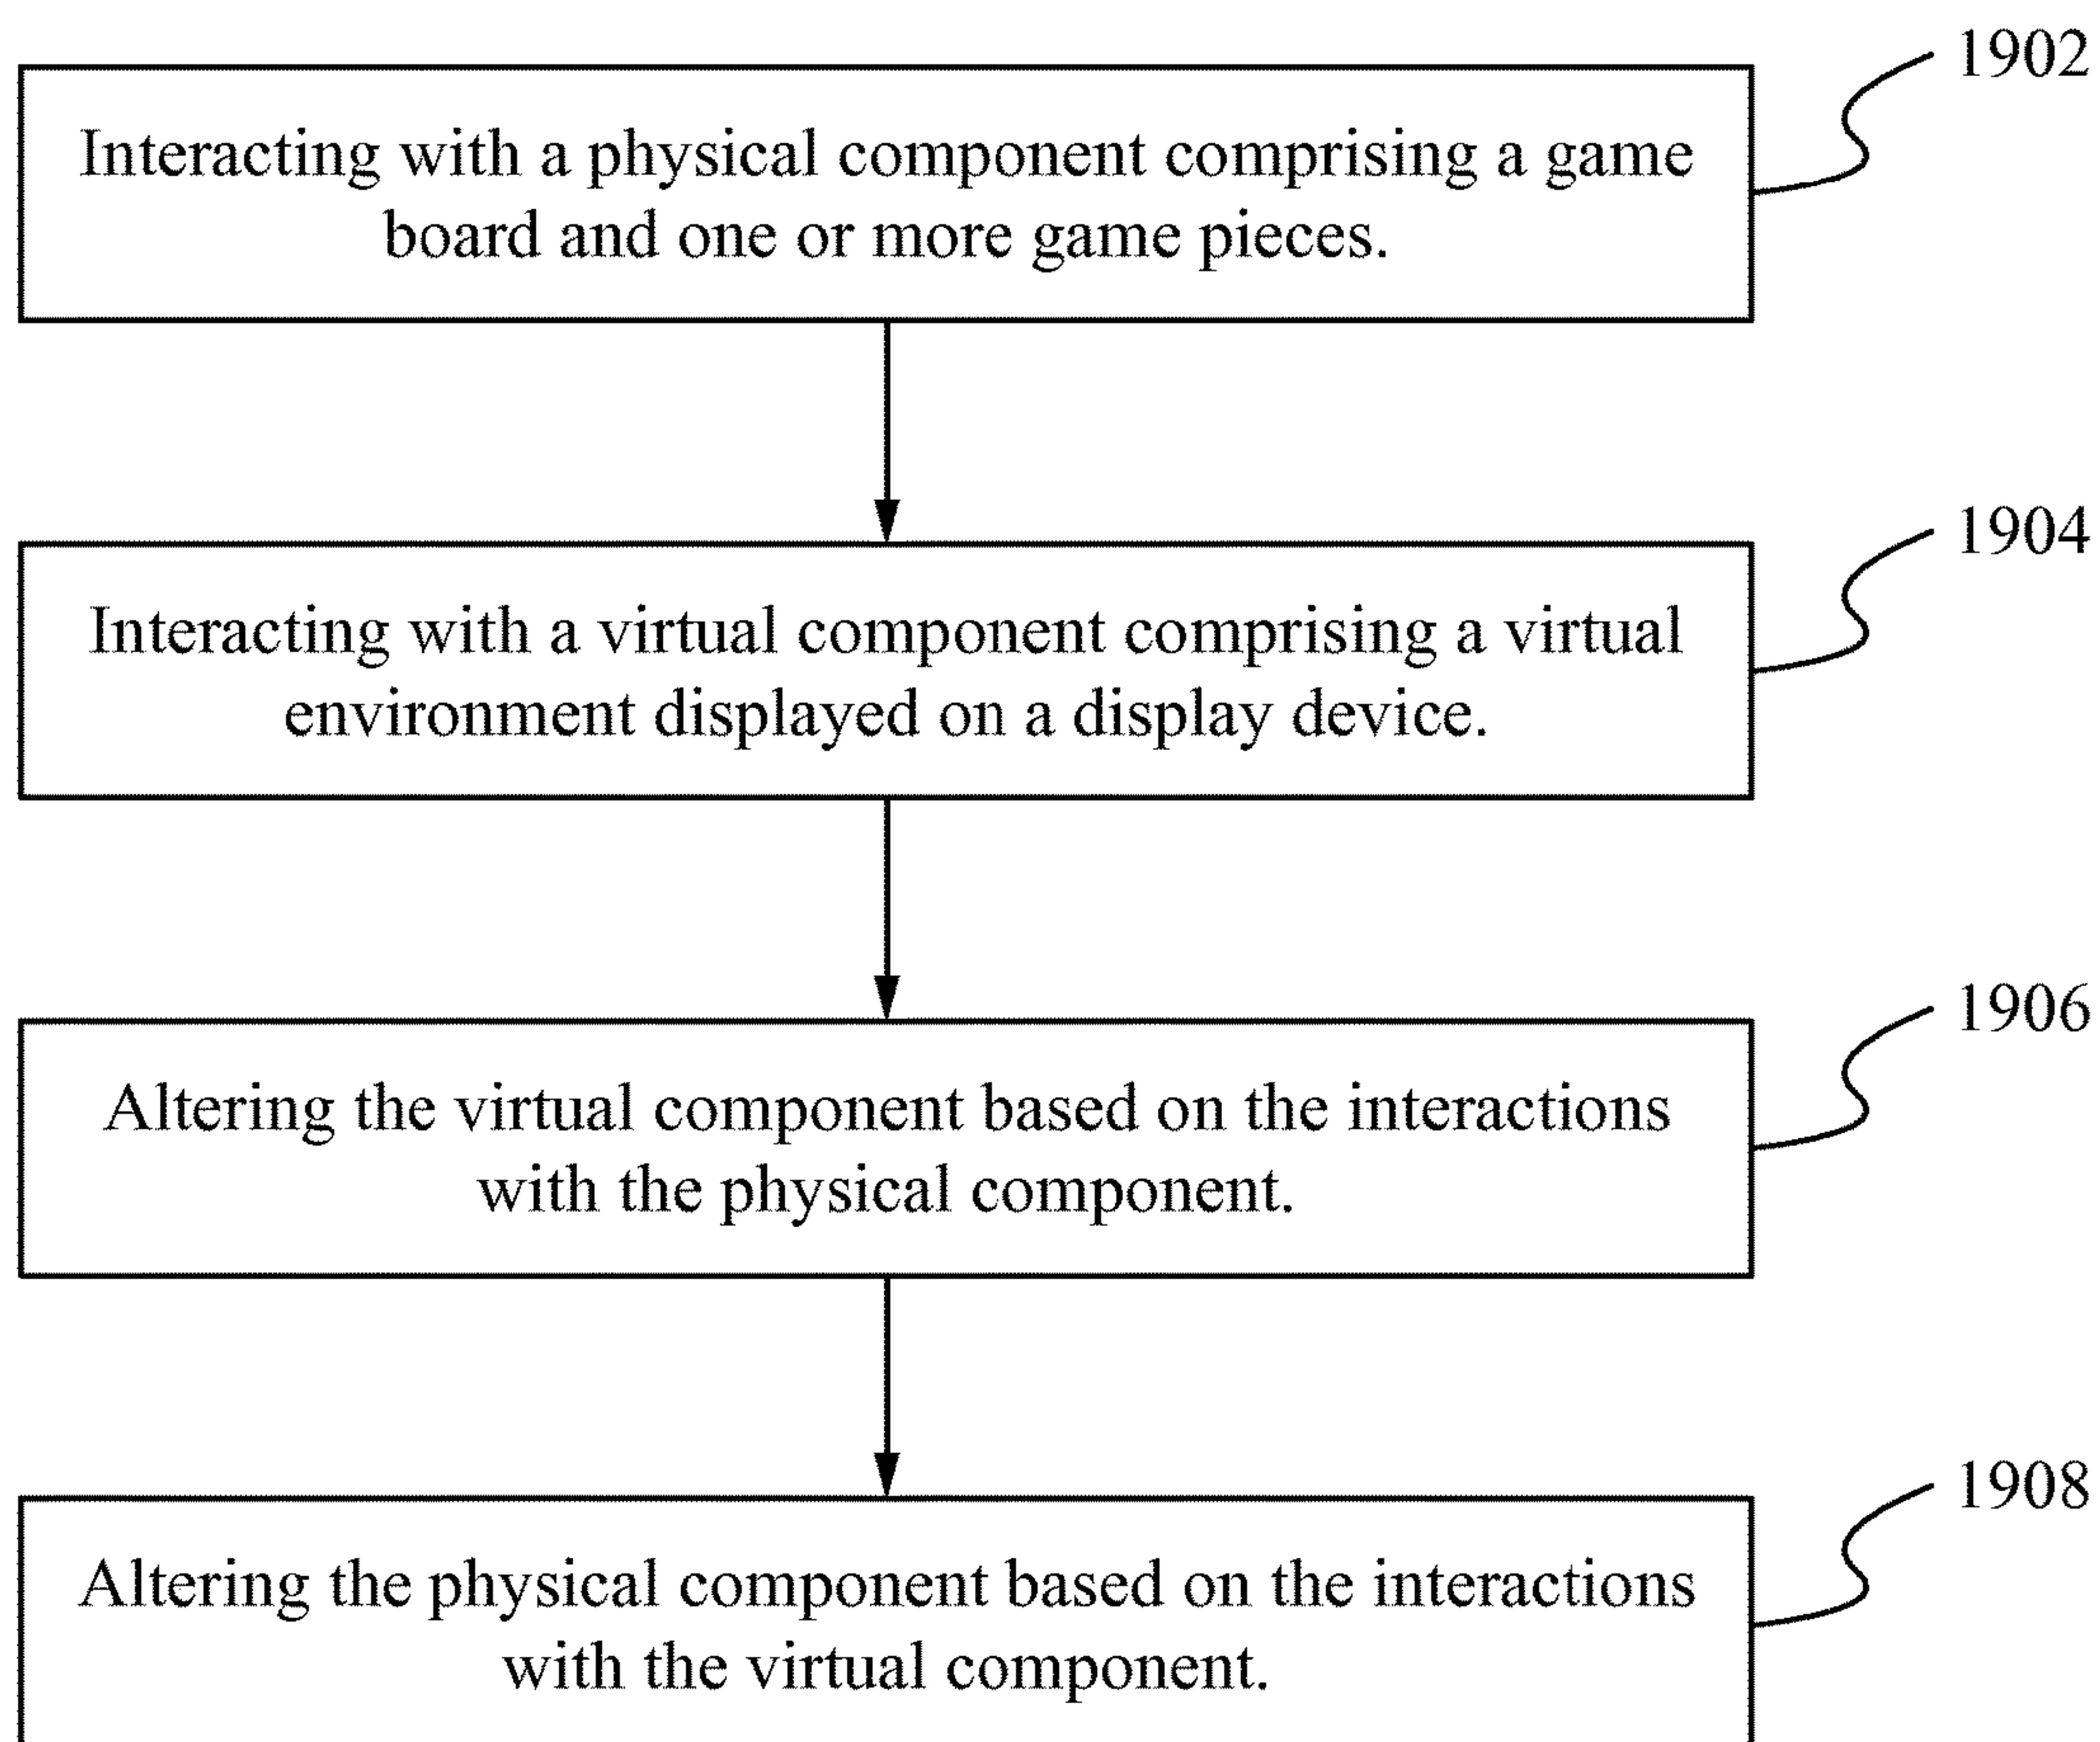 1902
Interacting with a physical component comprising a game
board and one or more game pieces.
1904
Interacting with a virtual component comprising a virtual
environment displayed on a display device.
1906
Altering the virtual component based on the interactions
with the physical component.
1908
Altering the physical component based on the interactions
with the virtual component.